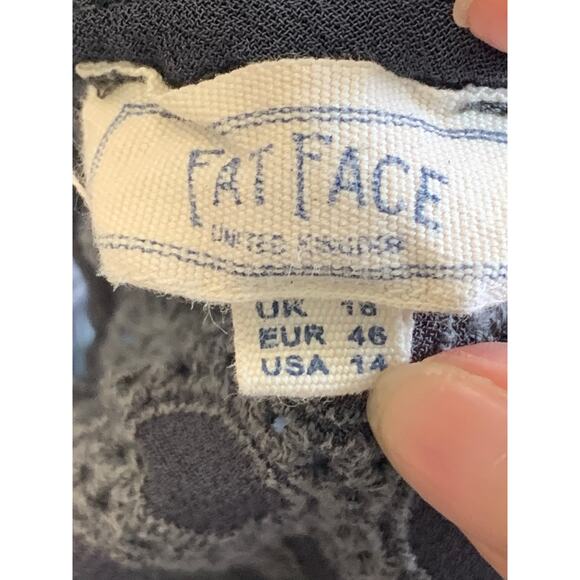 FAT FACE
UNITED KINGDOM
UK 18
EUR 46
USA 14